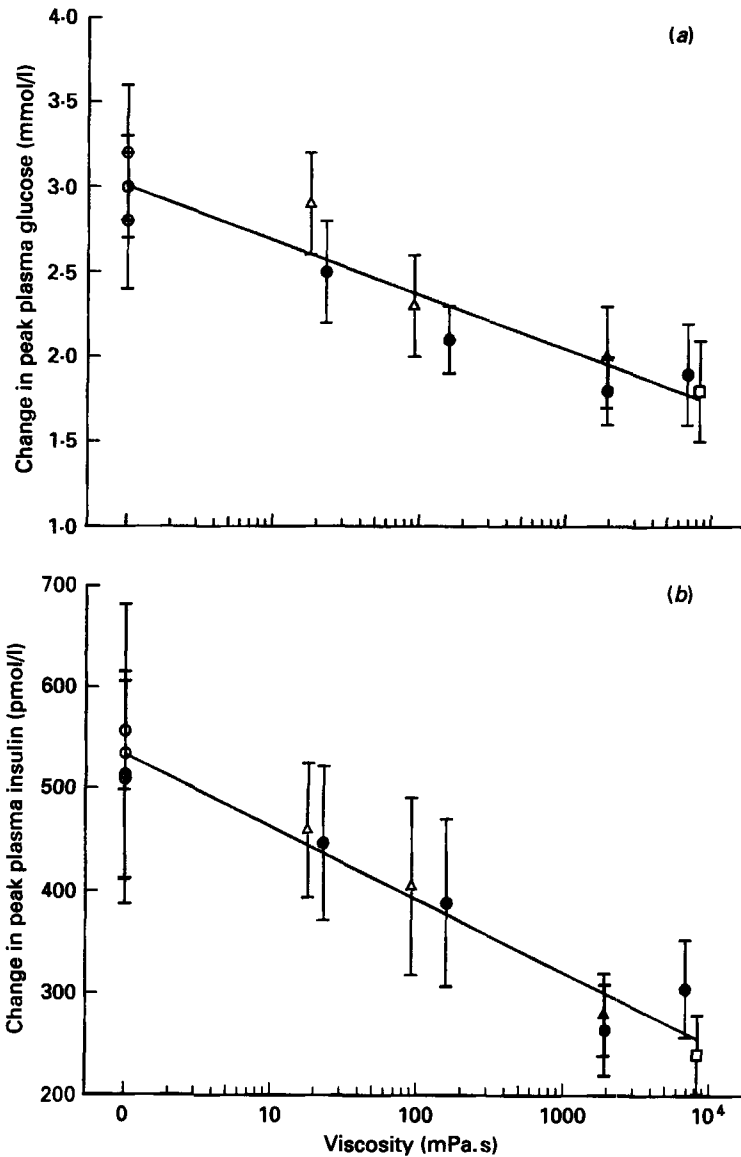 (a)
Change in peak plasma glucose (mmol/l)
4·0
3·5
3·0
2·5
2·0
1·5
1·0
(b)
Change in peak plasma insulin (pmol/l)
700
600
500
400
300
200
0 10 100 1000 10⁴
Viscosity (mPa.s)